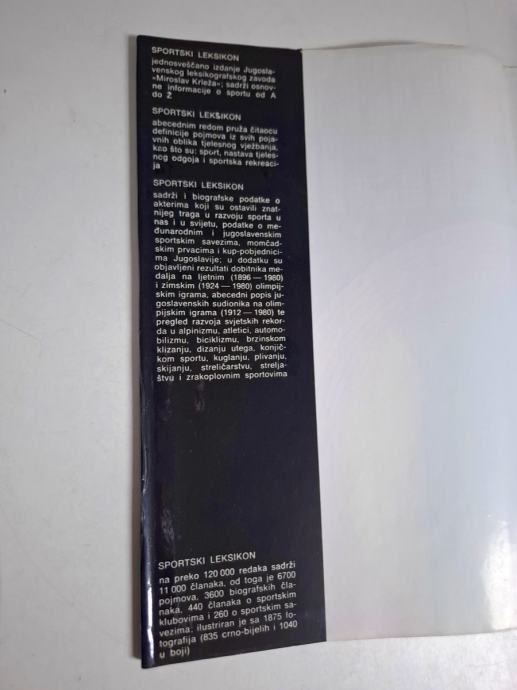 SPORTSKI LEKSIKON
jednosveščano izdanje Jugosla-
venskog leksikografskog zavoda
»Miroslav Krleža«; sadrži osnov-
ne informacije o sportu od A
do Ž
SPORTSKI LEKSIKON
abecednim redom pruža čitaocu
definicije pojmova iz svih poja-
vnih oblika tjelesnog vježbanja,
kao što su: sport, nastava tjeles-
nog odgoja i sportska rekreaci-
ja
SPORTSKI LEKSIKON
sadrži i biografske podatke o
akterima koji su ostavili znat-
nijeg traga u razvoju sporta u
nas i u svijetu, podatke o me-
đunarodnim i jugoslavenskim
sportskim savezima, momčad-
skim prvacima i kup-pobjednici-
ma Jugoslavije; u dodatku su
objavljeni rezultati dobitnika me-
dalja na ljetnim (1896 — 1980)
i zimskim (1924 — 1980) olimpij-
skim igrama, abecedni popis ju-
goslavenskih sudionika na olim-
pijskim igrama (1912 — 1980) te
pregled razvoja svjetskih rekor-
da u alpinizmu, atletici, automo-
bilizmu, biciklizmu, brzinskom
klizanju, dizanju utega, konjič-
kom sportu, kuglanju, plivanju,
skijanju, streličarstvu, strelja-
štvu i zrakoplovnim sportovima
SPORTSKI LEKSIKON
na preko 120 000 redaka sadrži
11 000 članaka, od toga je 6700
pojmova, 3600 biografskih čla-
naka, 440 članaka o sportskim
klubovima i 260 o sportskim sa-
vezima; ilustriran je sa 1875 fo-
tografija (835 crno-bijelih i 1040
u boji)